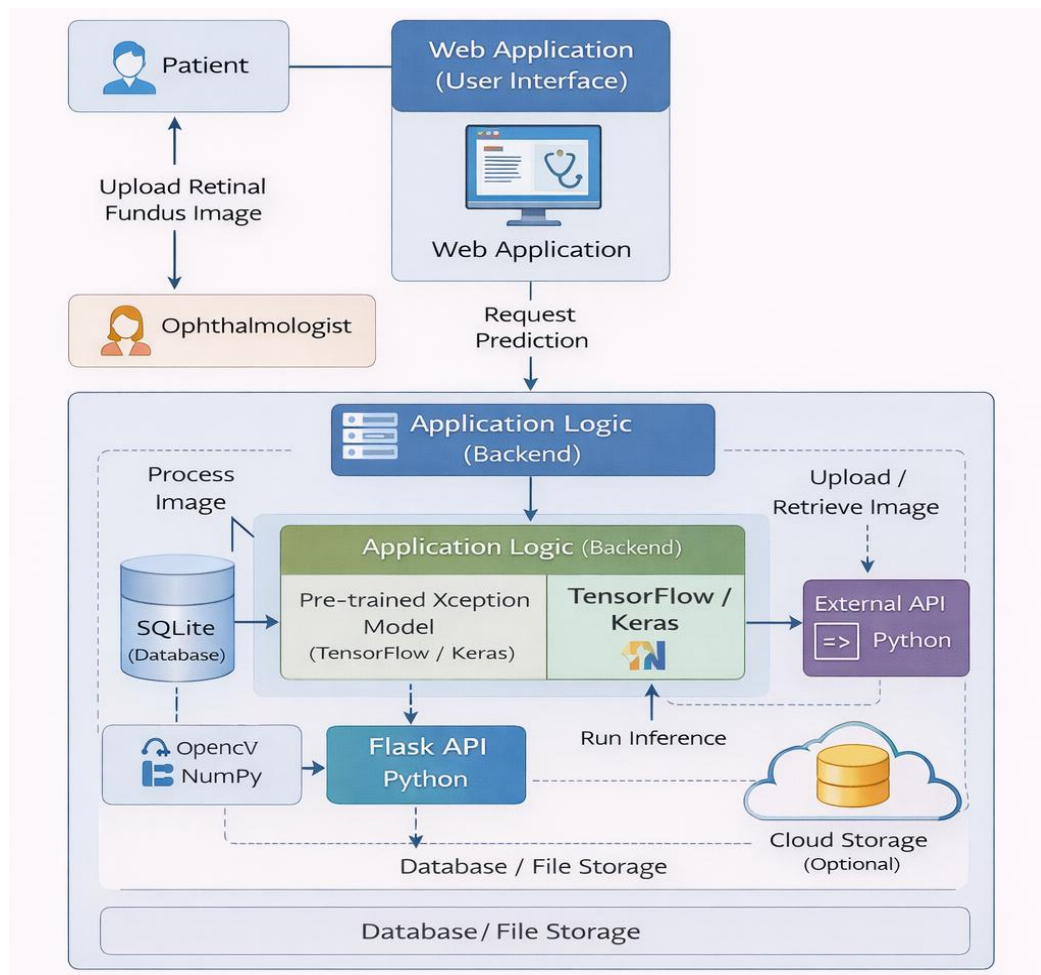 Patient
Web Application
(User Interface)
Web Application
Upload Retinal
Fundus Image
Ophthalmologist
Request
Prediction
Application Logic
(Backend)
Process
Image
Upload /
Retrieve Image
Application Logic (Backend)
Pre-trained Xception
Model
(TensorFlow / Keras)
TensorFlow /
Keras
SQLite
(Database)
External API
=> Python
OpencV
NumPy
Flask API
Python
Run Inference
Cloud Storage
(Optional)
Database / File Storage
Database / File Storage